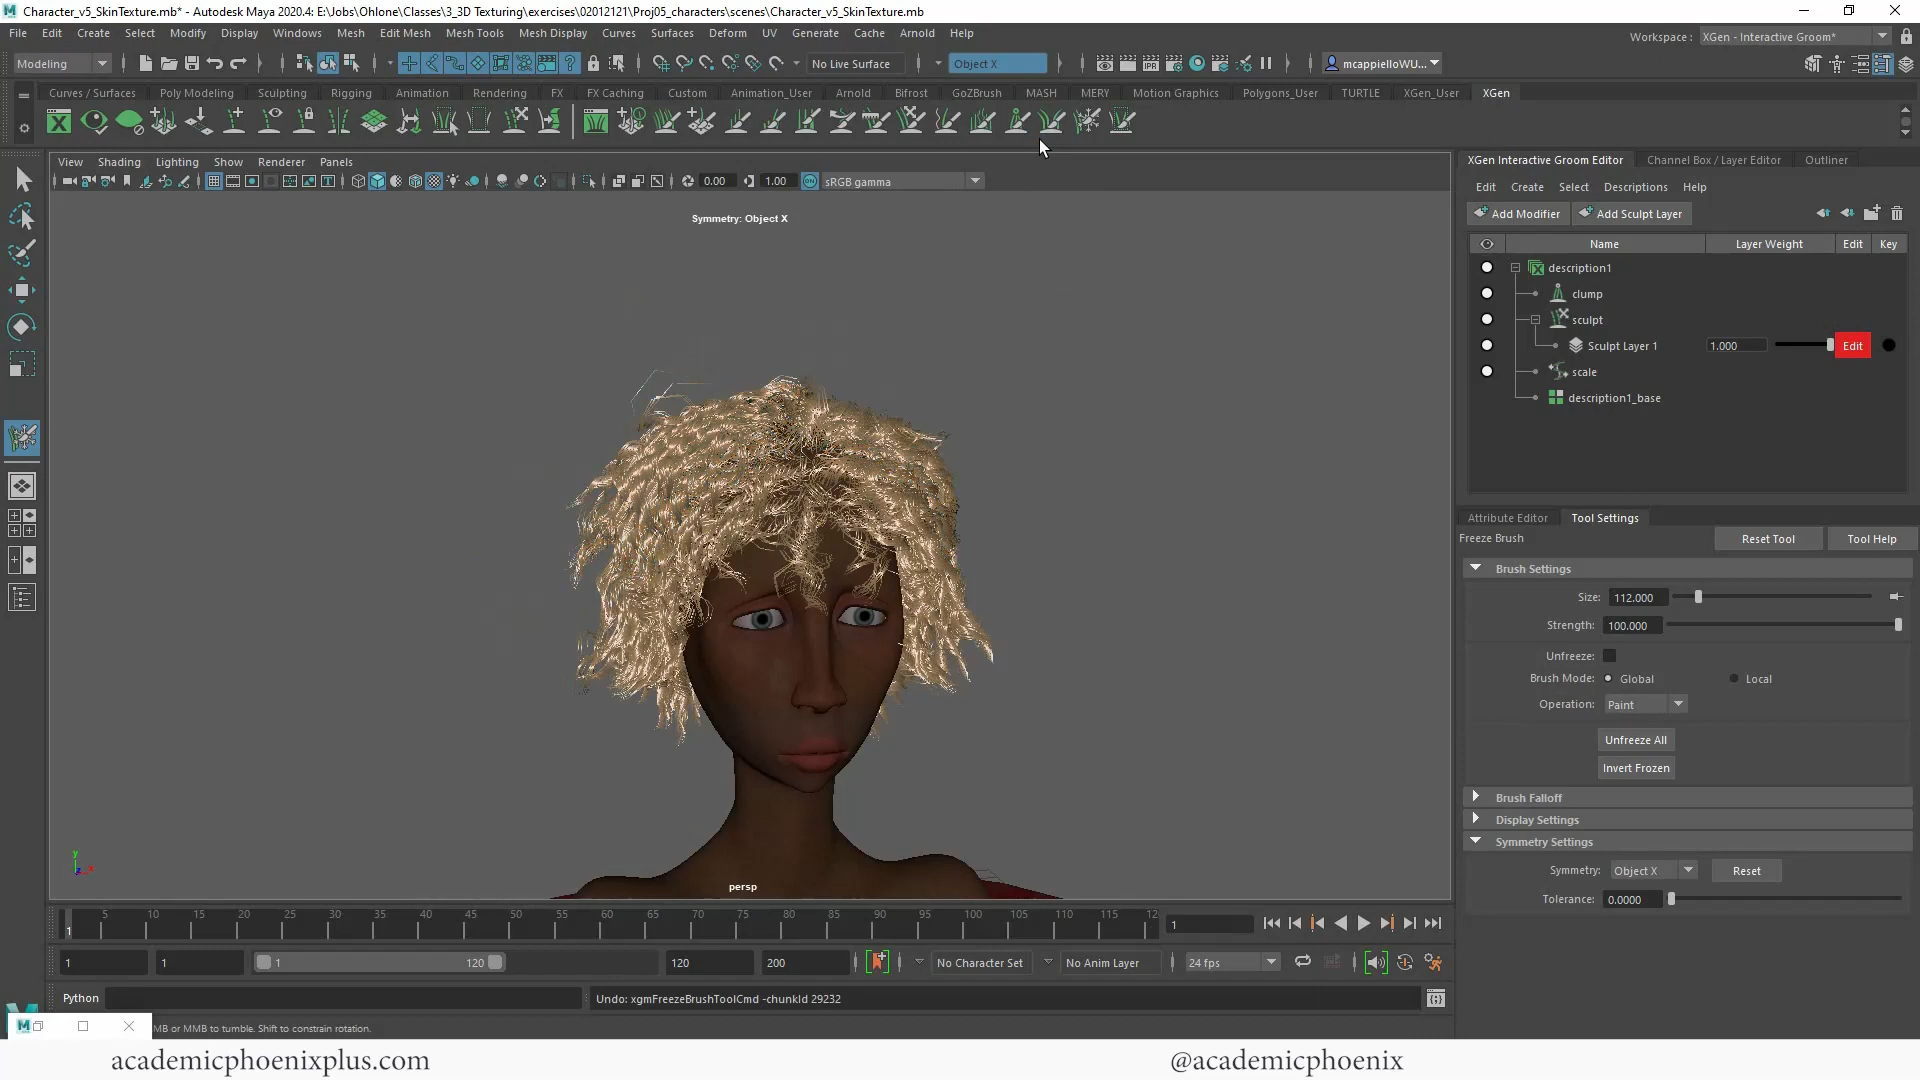 Character_v5_SkinTexture.mb* - Autodesk Maya 2020.4: E:\Jobs\Ohlone\Classes\3_3D Texturing\exercises\02012121\Proj05_characters\scenes\Character_v5_SkinTexture.mb
File Edit Create Select Modify Display Windows Mesh Edit Mesh Mesh Tools Mesh Display Curves Surfaces Deform UV Generate Cache Arnold Help
Workspace : XGen - Interactive Groom*
Modeling No Live Surface Object X mcappielloWU...
Curves / Surfaces Poly Modeling Sculpting Rigging Animation Rendering FX FX Caching Custom Animation_User Arnold Bifrost GoZBrush MASH MERY Motion Graphics Polygons_User TURTLE XGen_User XGen
View Shading Lighting Show Renderer Panels
0.00 1.00 sRGB gamma
Symmetry: Object X
persp
XGen Interactive Groom Editor Channel Box / Layer Editor Outliner
Edit Create Select Descriptions Help
Add Modifier Add Sculpt Layer
Name Layer Weight Edit Key
description1
clump
sculpt
Sculpt Layer 1 1.000 Edit
scale
description1_base
Attribute Editor Tool Settings
Freeze Brush Reset Tool Tool Help
Brush Settings
Size: 112.000
Strength: 100.000
Unfreeze:
Brush Mode: Global Local
Operation: Paint
Unfreeze All
Invert Frozen
Brush Falloff
Display Settings
Symmetry Settings
Symmetry: Object X Reset
Tolerance: 0.0000
5 10 15 20 25 30 35 40 45 50 55 60 65 70 75 80 85 90 95 100 105 110 115 12
1 1
1 1 1 120 120 200 No Character Set No Anim Layer 24 fps
Python Undo: xgmFreezeBrushToolCmd -chunkId 29232
MB or MMB to tumble. Shift to constrain rotation.
academicphoenixplus.com @academicphoenix